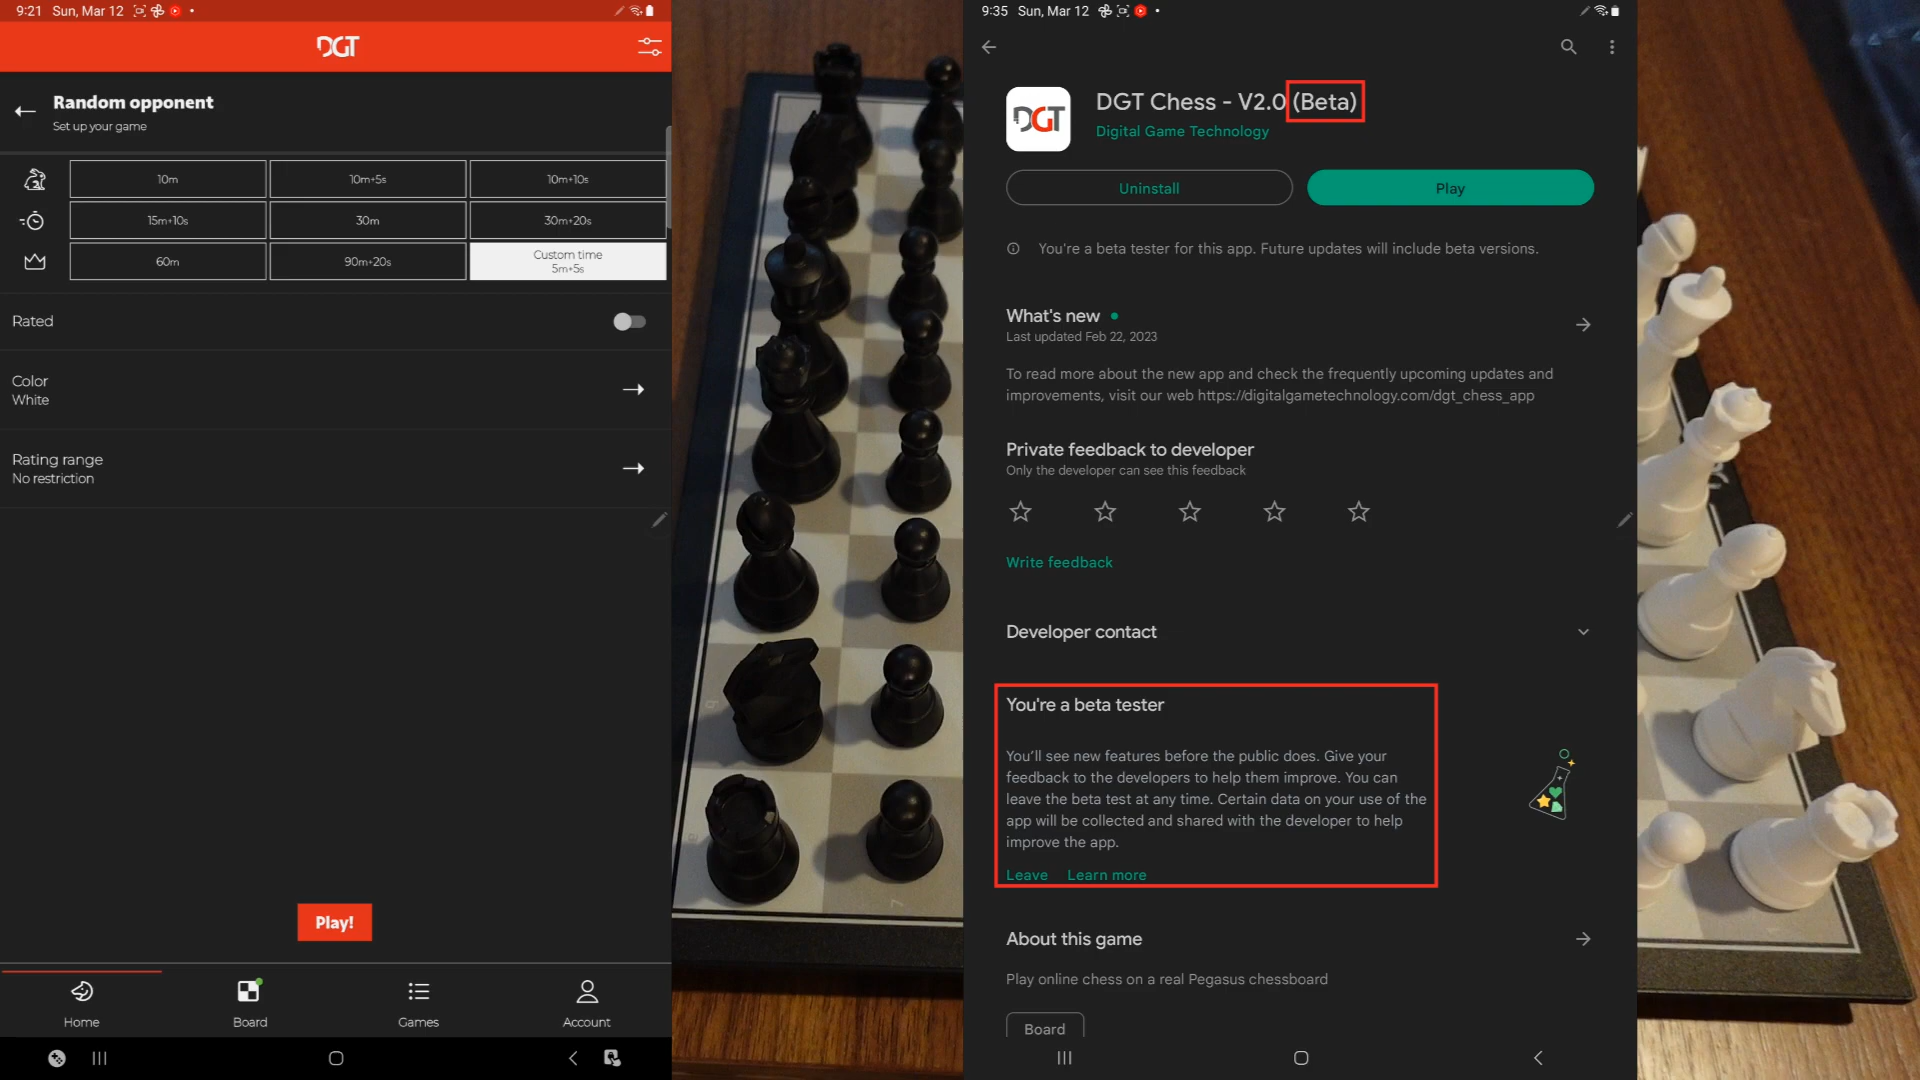 9:21 Sun, Mar 12
DGT
Random opponent
Set up your game
10m
10m+5s
10m+10s
15m+10s
30m
30m+20s
60m
90m+20s
Custom time
5m+5s
Rated
Color
White
Rating range
No restriction
Play!
Home
Board
Games
Account
9:35 Sun, Mar 12
DGT
DGT Chess - V2.0 (Beta)
Digital Game Technology
Uninstall
Play
You're a beta tester for this app. Future updates will include beta versions.
What's new
Last updated Feb 22, 2023
To read more about the new app and check the frequently upcoming updates and
improvements, visit our web https://digitalgametechnology.com/dgt_chess_app
Private feedback to developer
Only the developer can see this feedback
Write feedback
Developer contact
You're a beta tester
You'll see new features before the public does. Give your
feedback to the developers to help them improve. You can
leave the beta test at any time. Certain data on your use of the
app will be collected and shared with the developer to help
improve the app.
Leave Learn more
About this game
Play online chess on a real Pegasus chessboard
Board